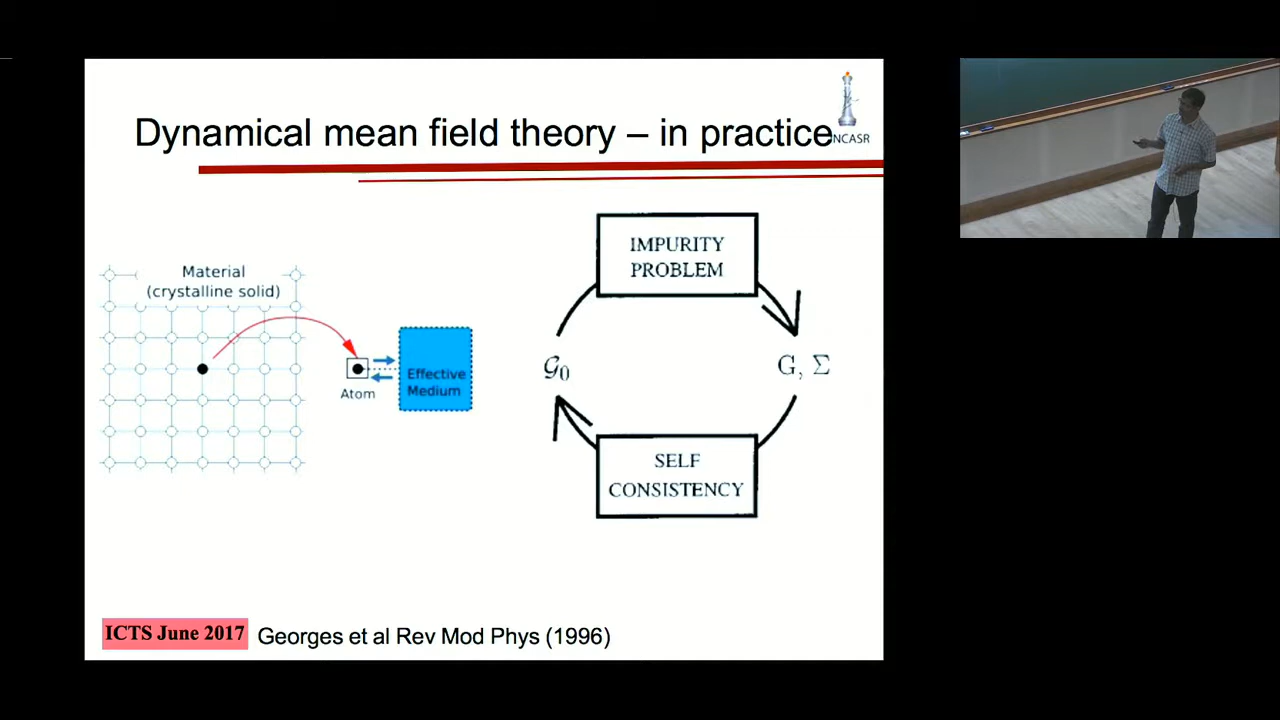 Dynamical mean field theory – in practice
NCASR
Material
(crystalline solid)
Atom
Effective
Medium
IMPURITY
PROBLEM
𝒢₀
G, Σ
SELF
CONSISTENCY
ICTS June 2017
Georges et al Rev Mod Phys (1996)